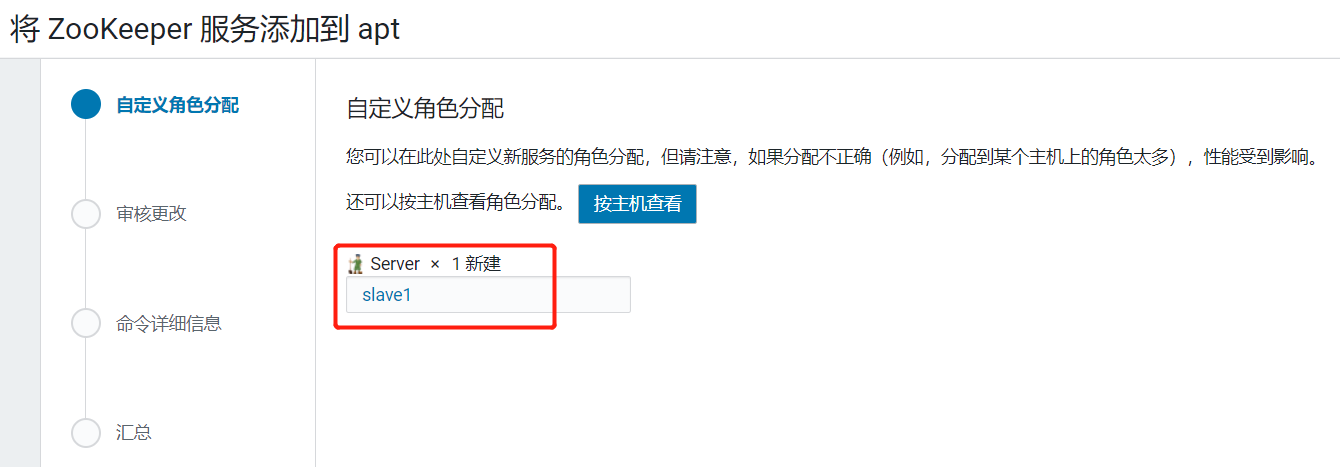 将 ZooKeeper 服务添加到 apt
自定义角色分配
审核更改
命令详细信息
汇总
自定义角色分配
您可以在此处自定义新服务的角色分配，但请注意，如果分配不正确（例如，分配到某个主机上的角色太多），性能受到影响。
还可以按主机查看角色分配。 按主机查看
Server × 1 新建
slave1